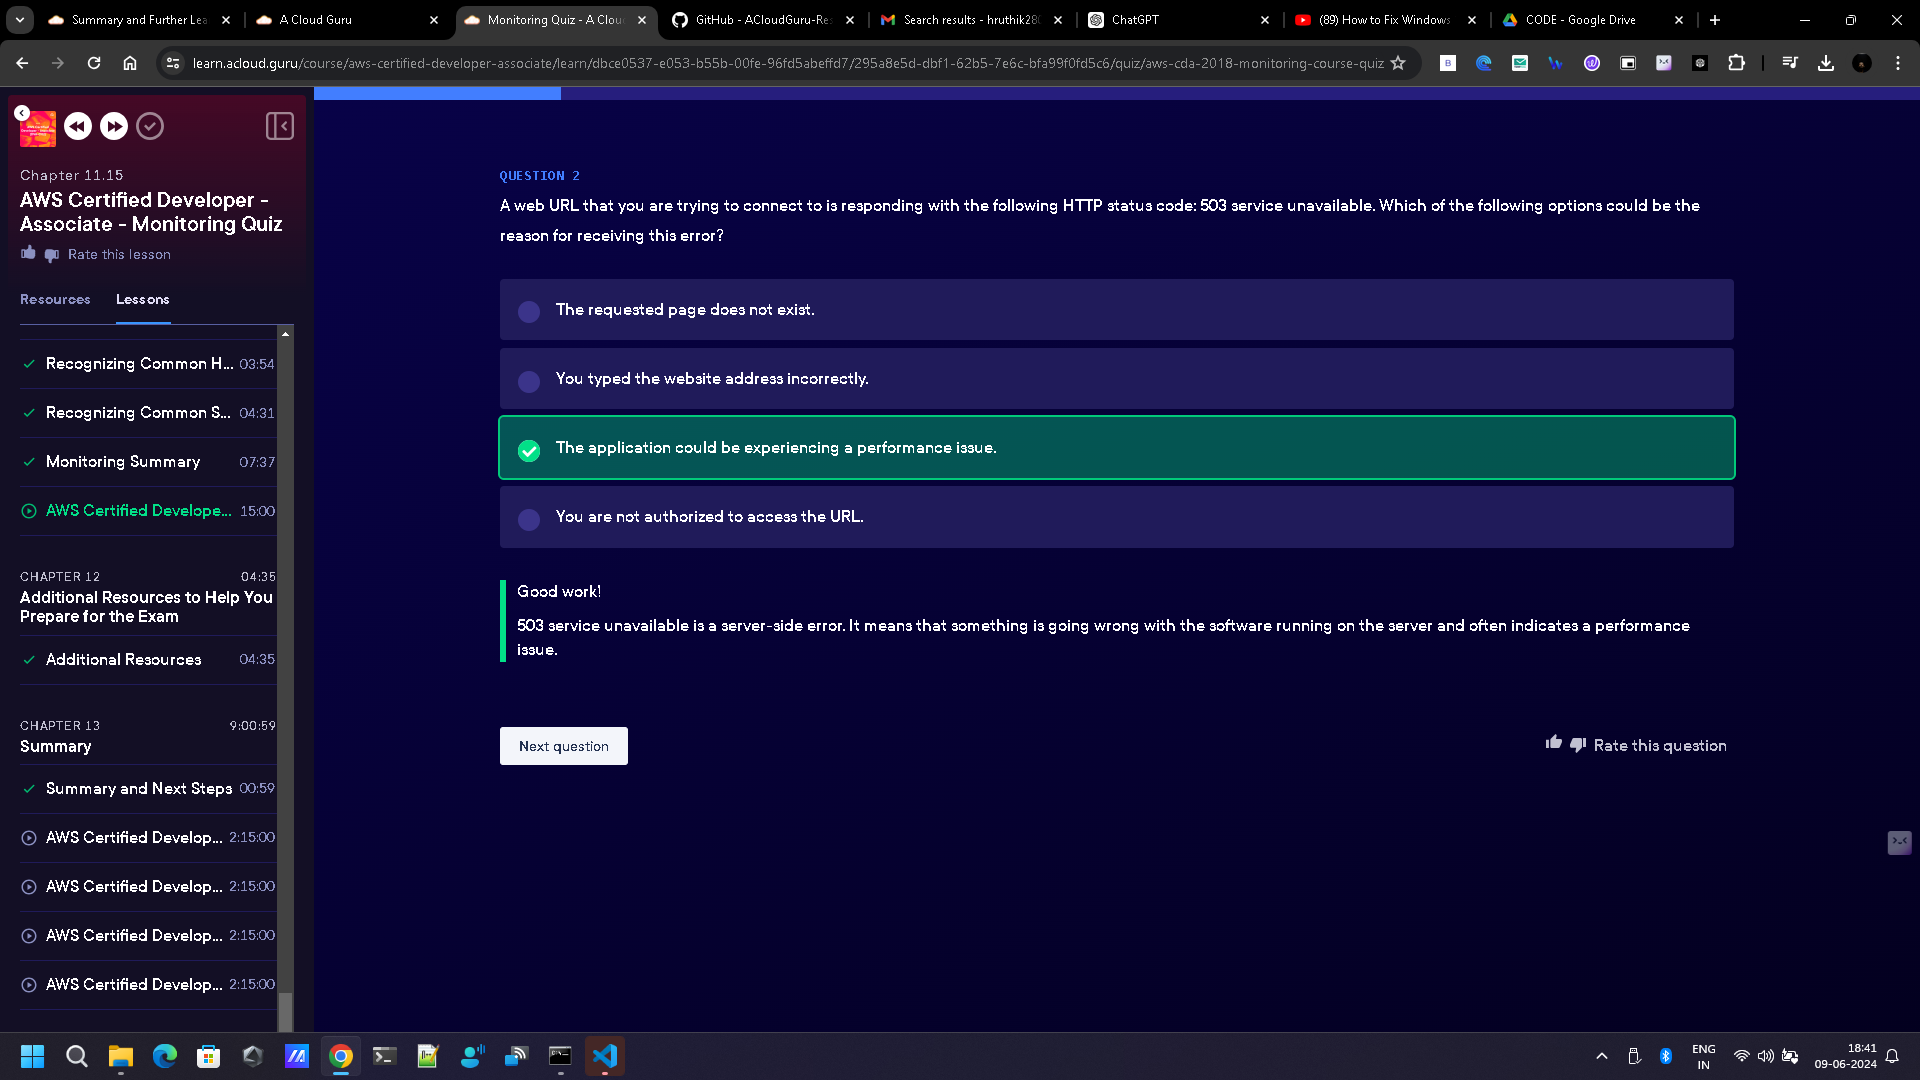 Summary and Further Lea
A Cloud Guru
Monitoring Quiz - A Clou
GitHub - ACloudGuru-Res
Search results - hruthik280
ChatGPT
(89) How to Fix Windows
CODE - Google Drive
learn.acloud.guru/course/aws-certified-developer-associate/learn/dbce0537-e053-b55b-00fe-96fd5abeffd7/295a8e5d-dbf1-62b5-7e6c-bfa99f0fd5c6/quiz/aws-cda-2018-monitoring-course-quiz
Chapter 11.15
AWS Certified Developer -
Associate - Monitoring Quiz
Rate this lesson
Resources
Lessons
Recognizing Common H... 03:54
Recognizing Common S... 04:31
Monitoring Summary 07:37
AWS Certified Develope... 15:00
CHAPTER 12 04:35
Additional Resources to Help You
Prepare for the Exam
Additional Resources 04:35
CHAPTER 13 9:00:59
Summary
Summary and Next Steps 00:59
AWS Certified Develop... 2:15:00
AWS Certified Develop... 2:15:00
AWS Certified Develop... 2:15:00
AWS Certified Develop... 2:15:00
QUESTION 2
A web URL that you are trying to connect to is responding with the following HTTP status code: 503 service unavailable. Which of the following options could be the
reason for receiving this error?
The requested page does not exist.
You typed the website address incorrectly.
The application could be experiencing a performance issue.
You are not authorized to access the URL.
Good work!
503 service unavailable is a server-side error. It means that something is going wrong with the software running on the server and often indicates a performance
issue.
Next question
Rate this question
ENG
IN
18:41
09-06-2024